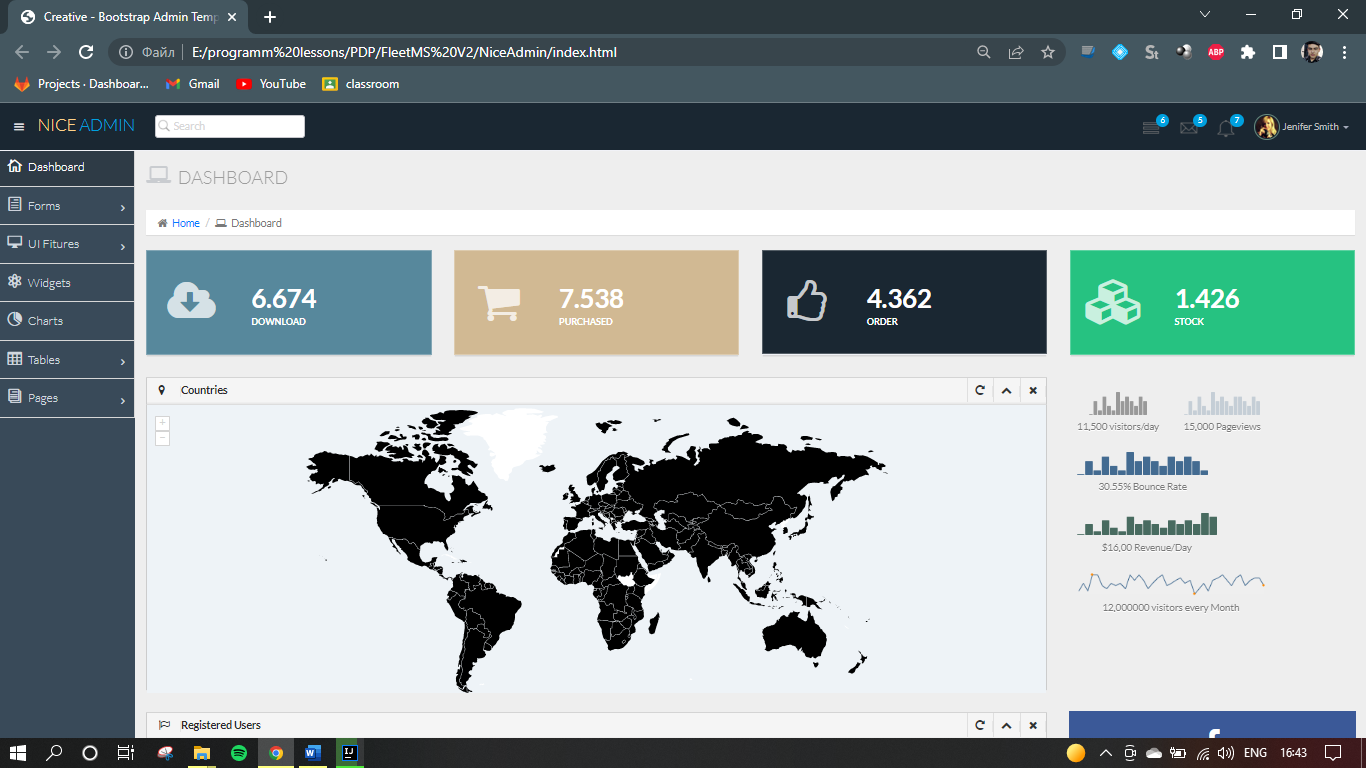 Creative - Bootstrap Admin Temp
Файл E:/programm%20lessons/PDP/FleetMS%20V2/NiceAdmin/index.html
St ABP
Projects · Dashboar... Gmail YouTube classroom
NICE ADMIN Search 6 5 7 Jenifer Smith
Dashboard
Forms
UI Fitures
Widgets
Charts
Tables
Pages
DASHBOARD
Home / Dashboard
6.674
DOWNLOAD
7.538
PURCHASED
4.362
ORDER
1.426
STOCK
Countries
+
−
11,500 visitors/day
15,000 Pageviews
30.55% Bounce Rate
$16,00 Revenue/Day
12,000000 visitors every Month
Registered Users
f
W IJ ENG 16:43